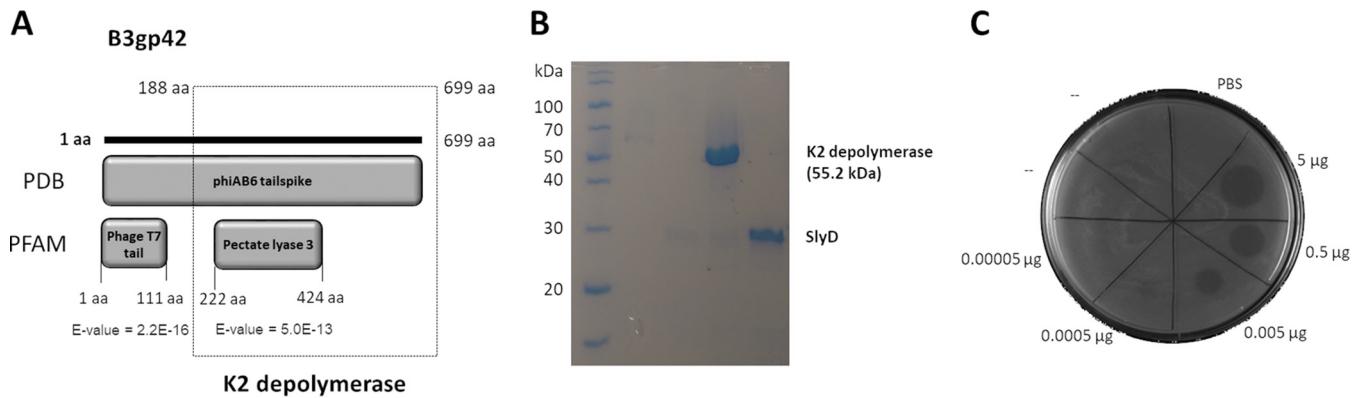 A
B3gp42
188 aa
699 aa
1 aa
699 aa
PDB
phiAB6 tailspike
PFAM
Phage T7
tail
Pectate lyase 3
1 aa
111 aa
222 aa
424 aa
E-value = 2.2E-16
E-value = 5.0E-13
K2 depolymerase
B
kDa
100
70
50
40
30
20
K2 depolymerase
(55.2 kDa)
SlyD
C
PBS
--
--
5 µg
0.5 µg
0.005 µg
0.0005 µg
0.00005 µg